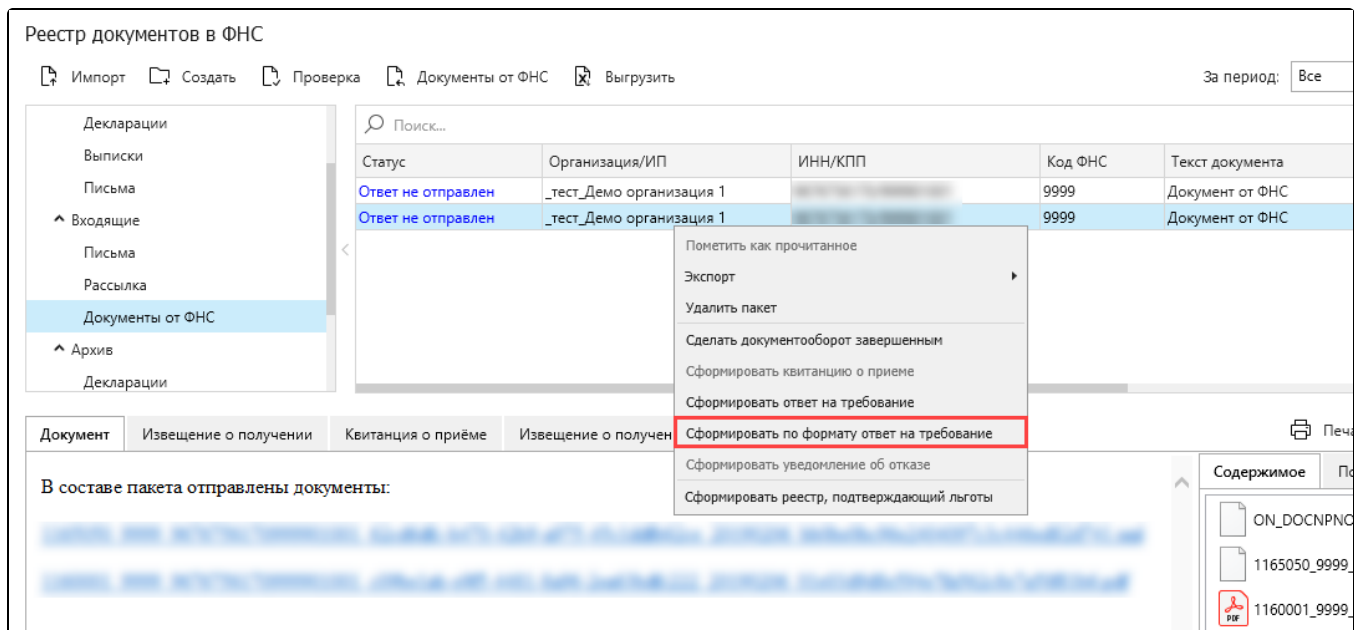 Реестр документов в ФНС
Импорт Создать Проверка Документы от ФНС Выгрузить За период: Все
Декларации
Выписки
Письма
Входящие
Письма
Рассылка
Документы от ФНС
Архив
Декларации
Поиск...
Статус Организация/ИП ИНН/КПП Код ФНС Текст документа
Ответ не отправлен _тест_Демо организация 1 9999 Документ от ФНС
Ответ не отправлен _тест_Демо организация 1 9999 Документ от ФНС
Пометить как прочитанное
Экспорт
Удалить пакет
Сделать документооборот завершенным
Сформировать квитанцию о приеме
Сформировать ответ на требование
Сформировать по формату ответ на требование
Сформировать уведомление об отказе
Сформировать реестр, подтверждающий льготы
Документ Извещение о получении Квитанция о приёме Извещение о получен Печа
В составе пакета отправлены документы:
Содержимое По
ON_DOCNPNO
1165050_9999_
PDF 1160001_9999_